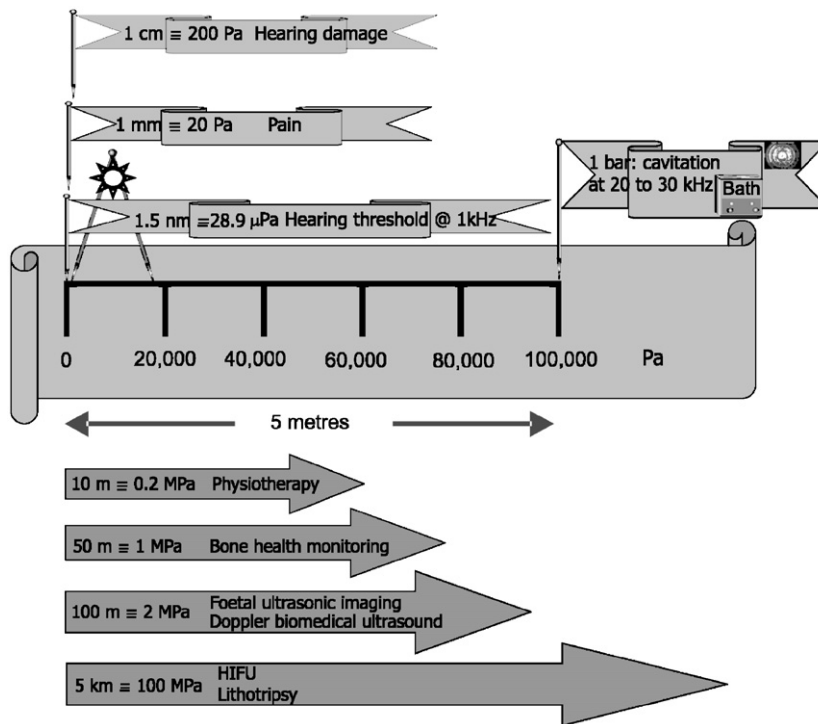 1 cm ≡ 200 Pa Hearing damage
1 mm ≡ 20 Pa Pain
1 bar: cavitation
at 20 to 30 kHz
Bath
1.5 nm ≡28.9 µPa Hearing threshold @ 1kHz
0 20,000 40,000 60,000 80,000 100,000 Pa
5 metres
10 m ≡ 0.2 MPa Physiotherapy
50 m ≡ 1 MPa Bone health monitoring
100 m ≡ 2 MPa Foetal ultrasonic imaging
Doppler biomedical ultrasound
5 km ≡ 100 MPa HIFU
Lithotripsy